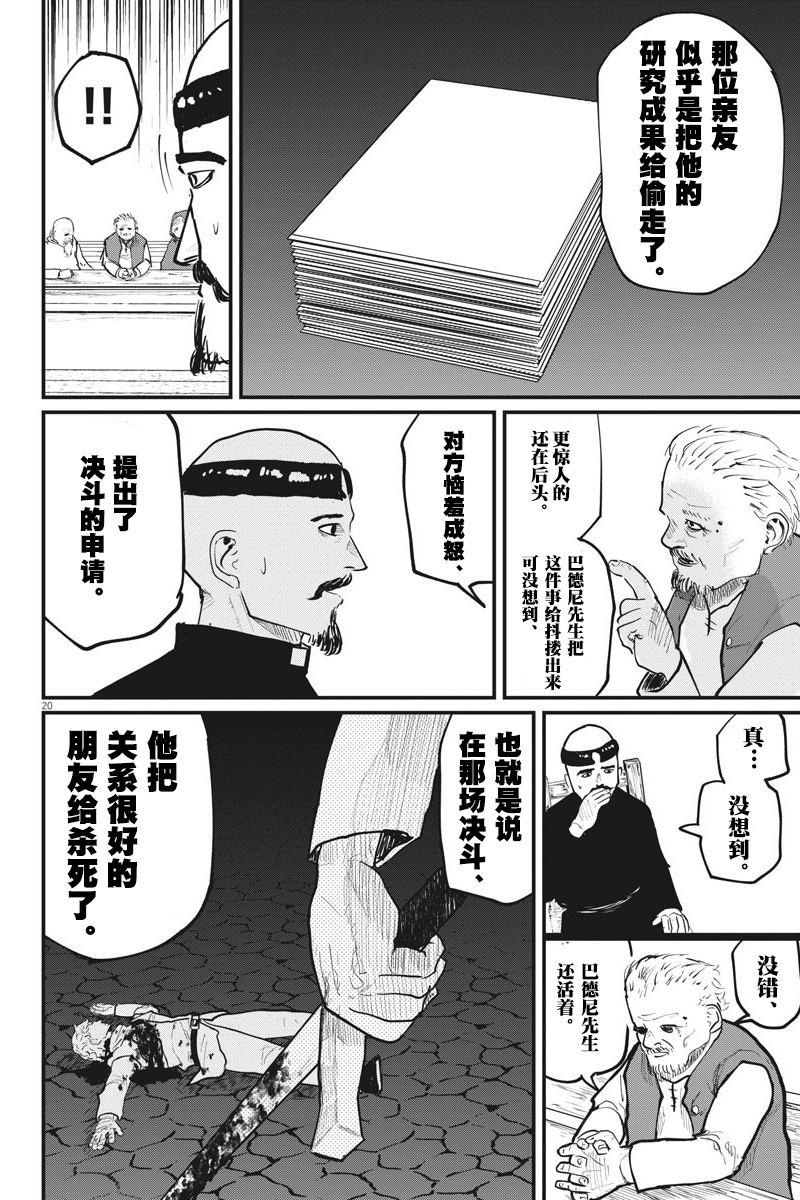 那位亲友
似乎是把他的
研究成果给偷走了。
!!
更惊人的
还在后头。
巴德尼先生把
这件事给抖搂出来
可没想到、
对方恼羞成怒、
提出了
决斗的申请。
20
真…
没想到。
没错、
巴德尼先生
还活着。
也就是说
在那场决斗、
他把
关系很好的
朋友给杀死了。